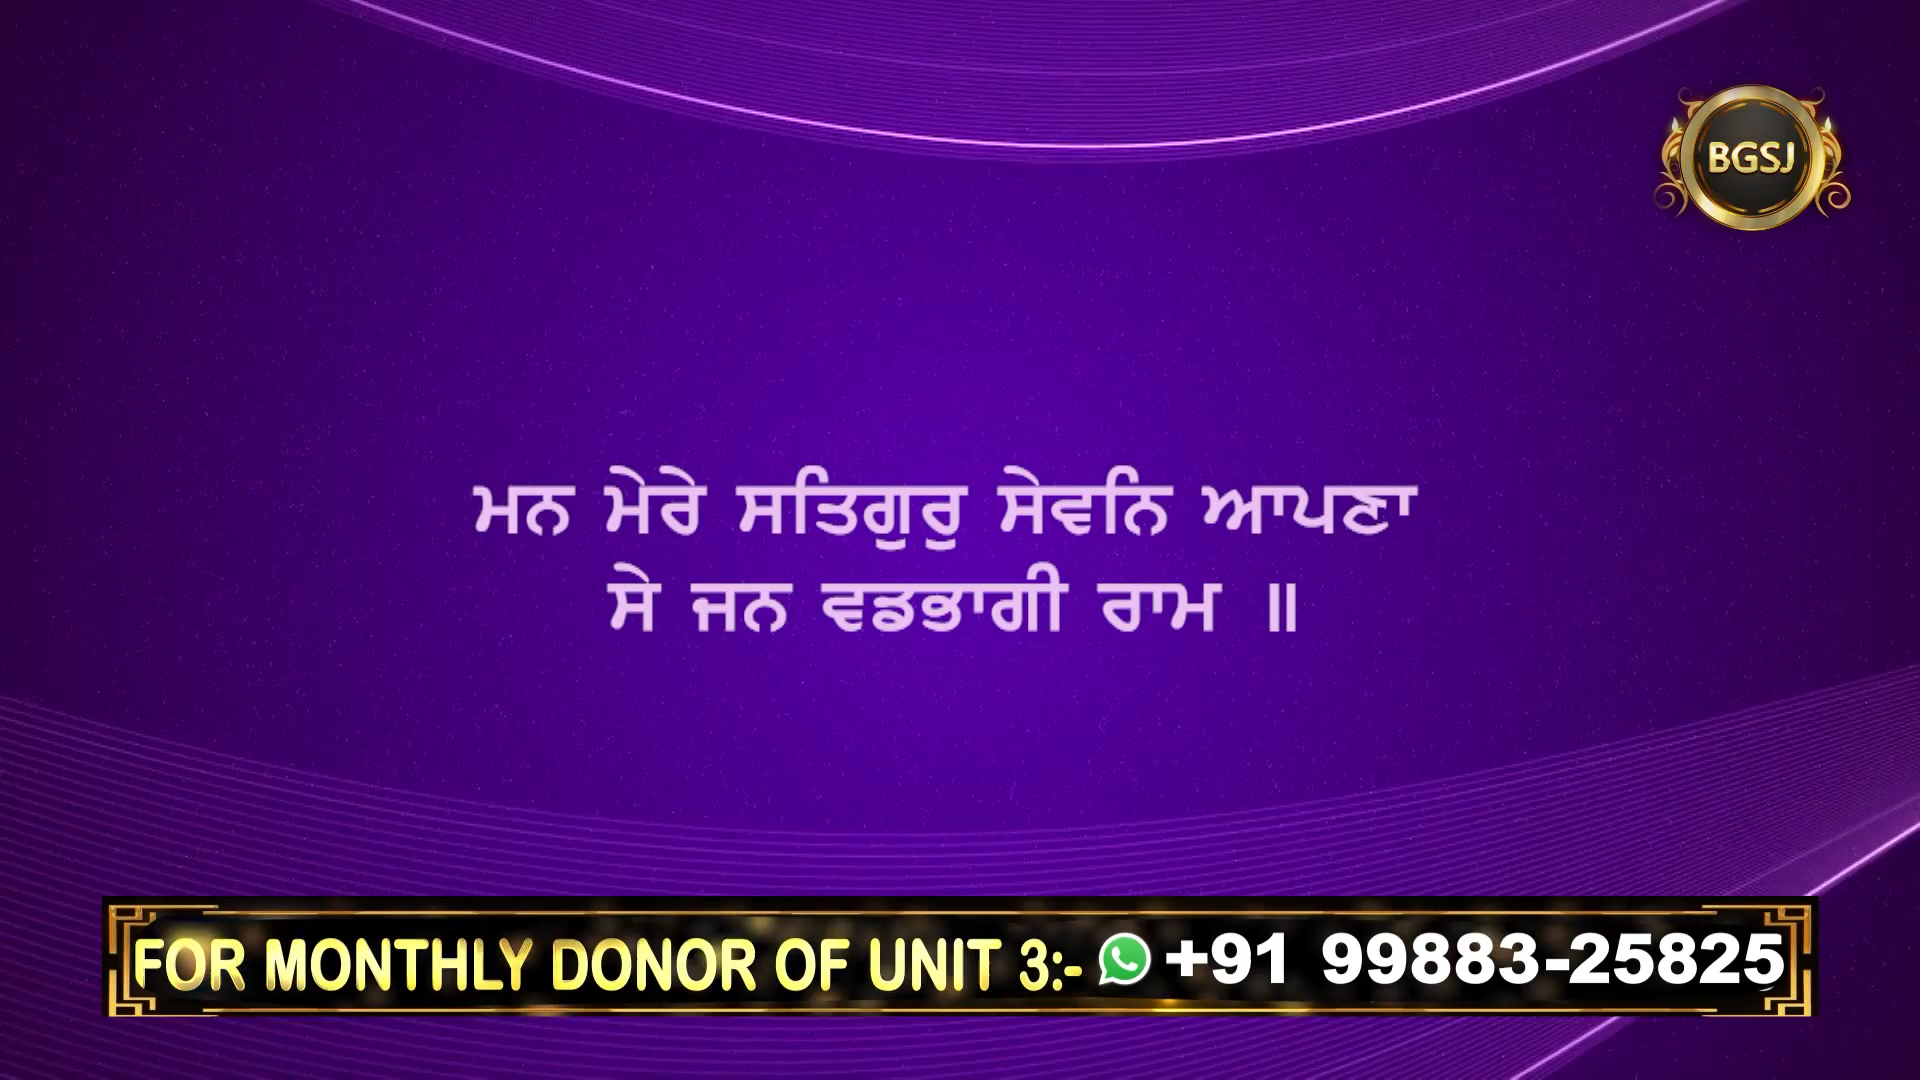 BGSJ
ਮਨ ਮੇਰੇ ਸਤਿਗੁਰੁ ਸੇਵਨਿ ਆਪਣਾ
ਸੇ ਜਨ ਵਡਭਾਗੀ ਰਾਮ ॥
FOR MONTHLY DONOR OF UNIT 3:- +91 99883-25825